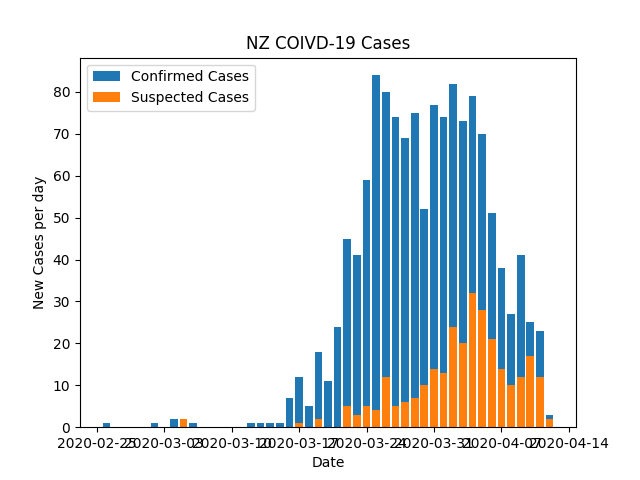 NZ COIVD-19 Cases
Confirmed Cases
Suspected Cases
80
70
60
50
40
30
20
10
0
New Cases per day
2020-02-25 2020-03-03 2020-03-10 2020-03-17 2020-03-24 2020-03-31 2020-04-07 2020-04-14
Date